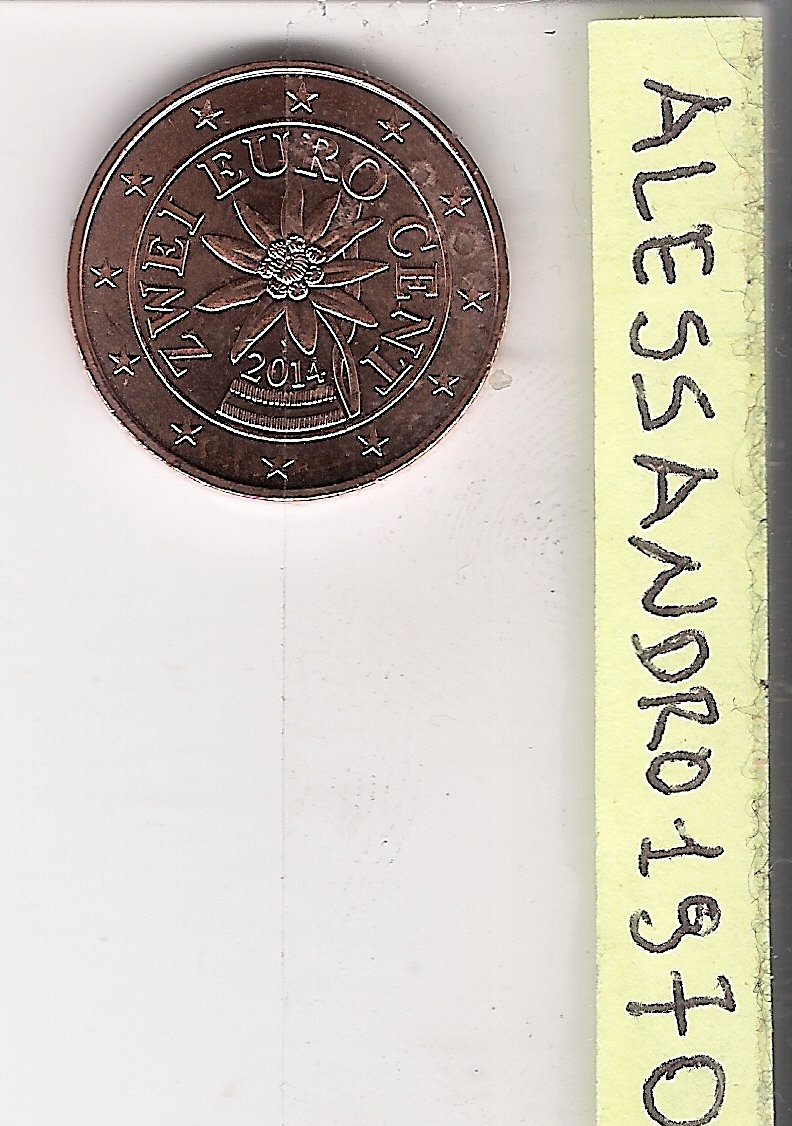 ZWEI EURO CENT
2014
ALESSANDRO1970